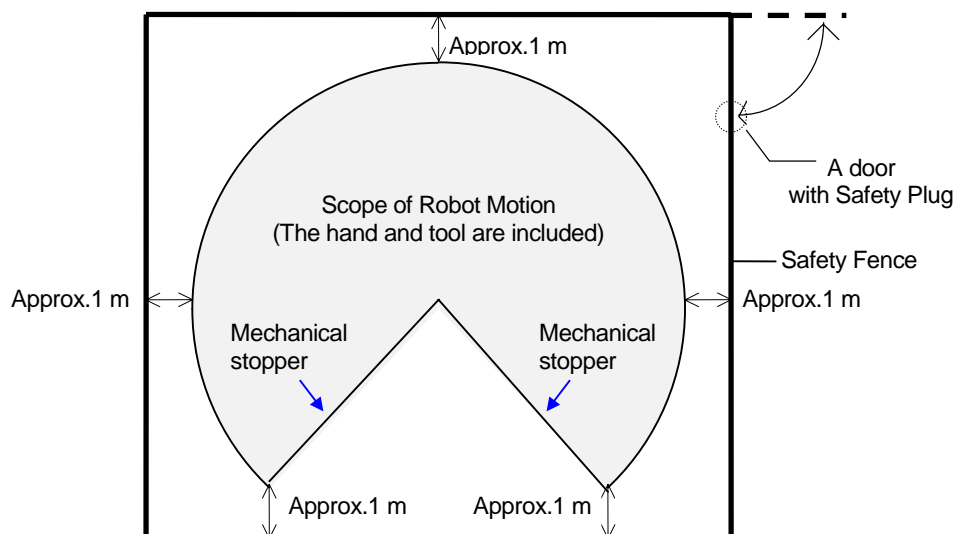 Approx.1 m
A door
with Safety Plug
Scope of Robot Motion
(The hand and tool are included)
Safety Fence
Approx.1 m
Approx.1 m
Mechanical
stopper
Mechanical
stopper
Approx.1 m
Approx.1 m